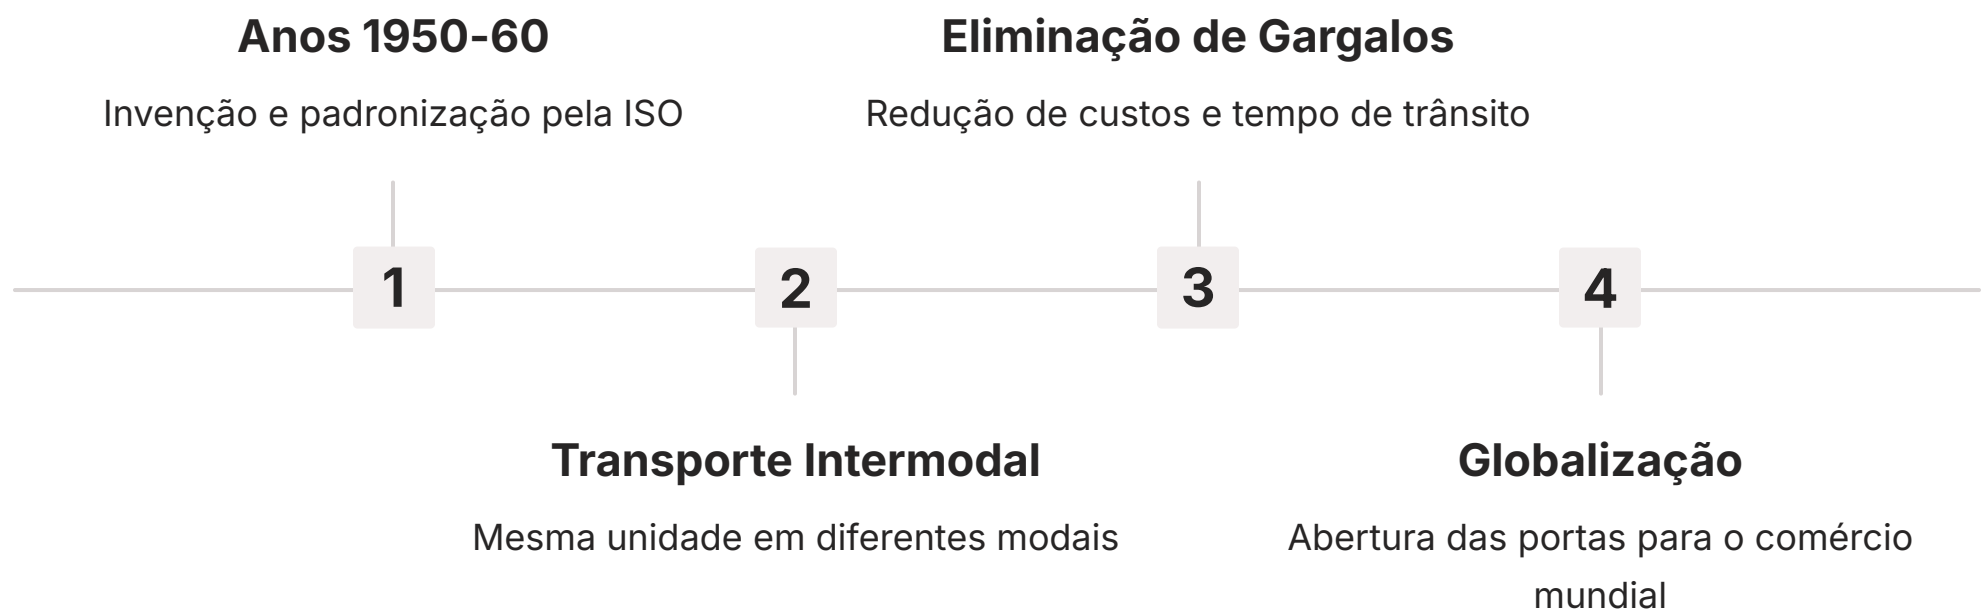 Anos 1950-60
Invenção e padronização pela ISO
Eliminação de Gargalos
Redução de custos e tempo de trânsito
1
2
3
4
Transporte Intermodal
Mesma unidade em diferentes modais
Globalização
Abertura das portas para o comércio
mundial